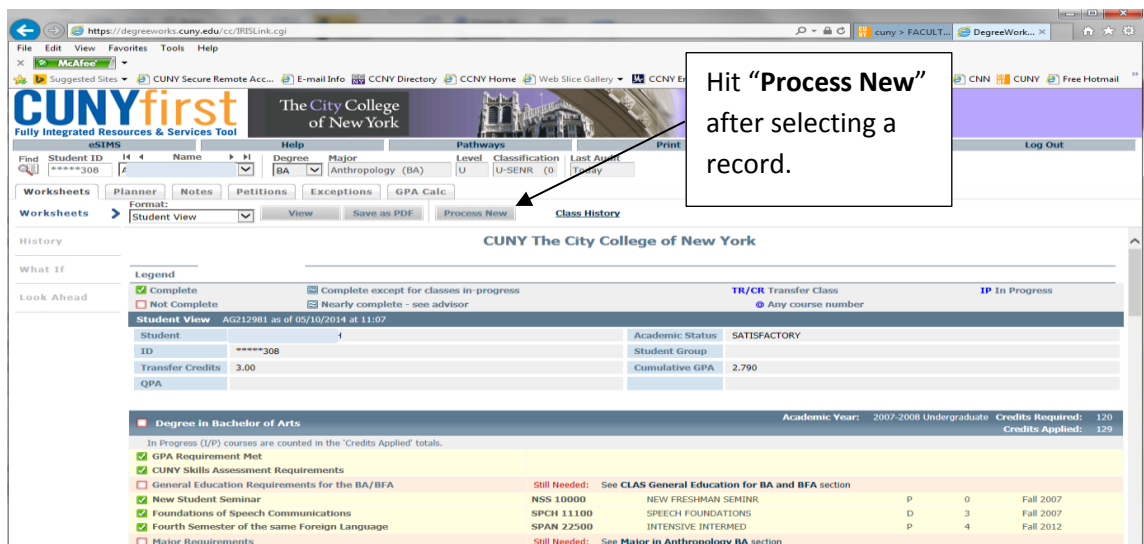 https://degreeworks.cuny.edu/cc/IRISLink.cgi
cuny > FACULT...
DegreeWork...
File Edit View Favorites Tools Help
McAfee
Suggested Sites CUNY Secure Remote Acc... E-mail Info CCNY Directory CCNY Home Web Slice Gallery CCNY CNN CUNY Free Hotmail
Hit “Process New”
after selecting a
record.
CUNYfirst
Fully Integrated Resources & Services Tool
The City College
of New York
eSIMS Help Pathways Print Log Out
Find Student ID Name Degree Major Level Classification Last Audit
*****308 BA Anthropology (BA) U U-SENR (0 Today
Worksheets Planner Notes Petitions Exceptions GPA Calc
Format:
Worksheets Student View View Save as PDF Process New Class History
History
What If
Look Ahead
CUNY The City College of New York
Legend
Complete Complete except for classes in-progress TR/CR Transfer Class IP In Progress
Not Complete Nearly complete - see advisor @ Any course number
Student View AG212981 as of 05/10/2014 at 11:07
Student Academic Status SATISFACTORY
ID *****308 Student Group
Transfer Credits 3.00 Cumulative GPA 2.790
QPA
Degree in Bachelor of Arts Academic Year: 2007-2008 Undergraduate Credits Required: 120
Credits Applied: 129
In Progress (I/P) courses are counted in the 'Credits Applied' totals.
GPA Requirement Met
CUNY Skills Assessment Requirements
General Education Requirements for the BA/BFA Still Needed: See CLAS General Education for BA and BFA section
New Student Seminar NSS 10000 NEW FRESHMAN SEMINR P 0 Fall 2007
Foundations of Speech Communications SPCH 11100 SPEECH FOUNDATIONS D 3 Fall 2007
Fourth Semester of the same Foreign Language SPAN 22500 INTENSIVE INTERMED P 4 Fall 2012
Major Requirements Still Needed: See Major in Anthropology BA section